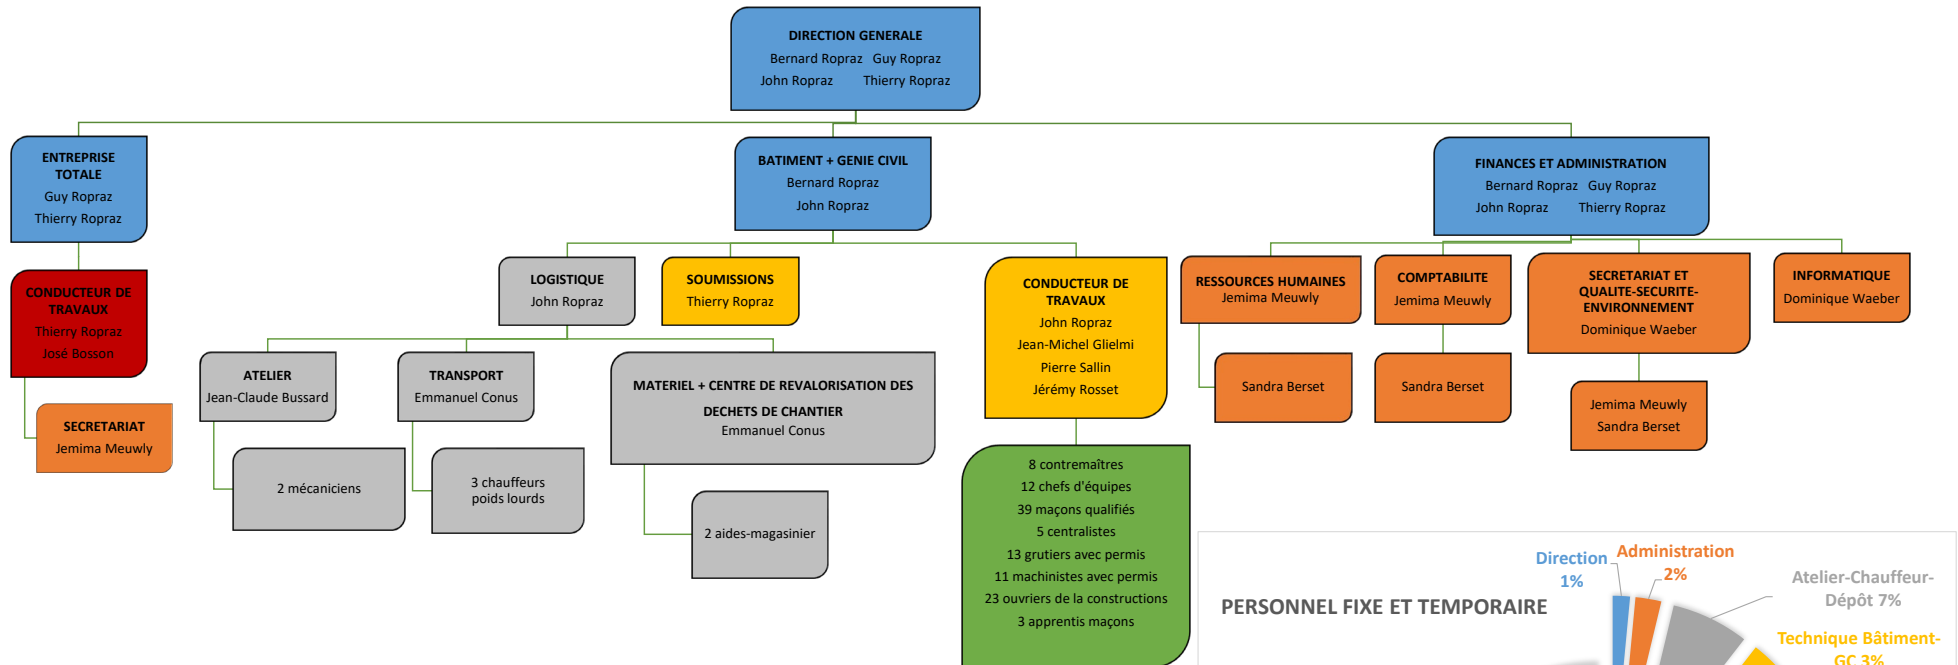 DIRECTION GENERALE
Bernard Ropraz Guy Ropraz
John Ropraz Thierry Ropraz
ENTREPRISE
TOTALE
Guy Ropraz
Thierry Ropraz
BATIMENT + GENIE CIVIL
Bernard Ropraz
John Ropraz
FINANCES ET ADMINISTRATION
Bernard Ropraz Guy Ropraz
John Ropraz Thierry Ropraz
CONDUCTEUR DE
TRAVAUX
Thierry Ropraz
José Bosson
SECRETARIAT
Jemima Meuwly
LOGISTIQUE
John Ropraz
SOUMISSIONS
Thierry Ropraz
CONDUCTEUR DE
TRAVAUX
John Ropraz
Jean-Michel Glielmi
Pierre Sallin
Jérémy Rosset
RESSOURCES HUMAINES
Jemima Meuwly
COMPTABILITE
Jemima Meuwly
SECRETARIAT ET
QUALITE-SECURITE-
ENVIRONNEMENT
Dominique Waeber
INFORMATIQUE
Dominique Waeber
ATELIER
Jean-Claude Bussard
TRANSPORT
Emmanuel Conus
MATERIEL + CENTRE DE REVALORISATION DES
DECHETS DE CHANTIER
Emmanuel Conus
Sandra Berset
Sandra Berset
Jemima Meuwly
Sandra Berset
2 mécaniciens
3 chauffeurs
poids lourds
2 aides-magasinier
8 contremaîtres
12 chefs d'équipes
39 maçons qualifiés
5 centralistes
13 grutiers avec permis
11 machinistes avec permis
23 ouvriers de la constructions
3 apprentis maçons
PERSONNEL FIXE ET TEMPORAIRE
Direction
1%
Administration
2%
Atelier-Chauffeur-
Dépôt 7%
Technique Bâtiment-
GC 3%